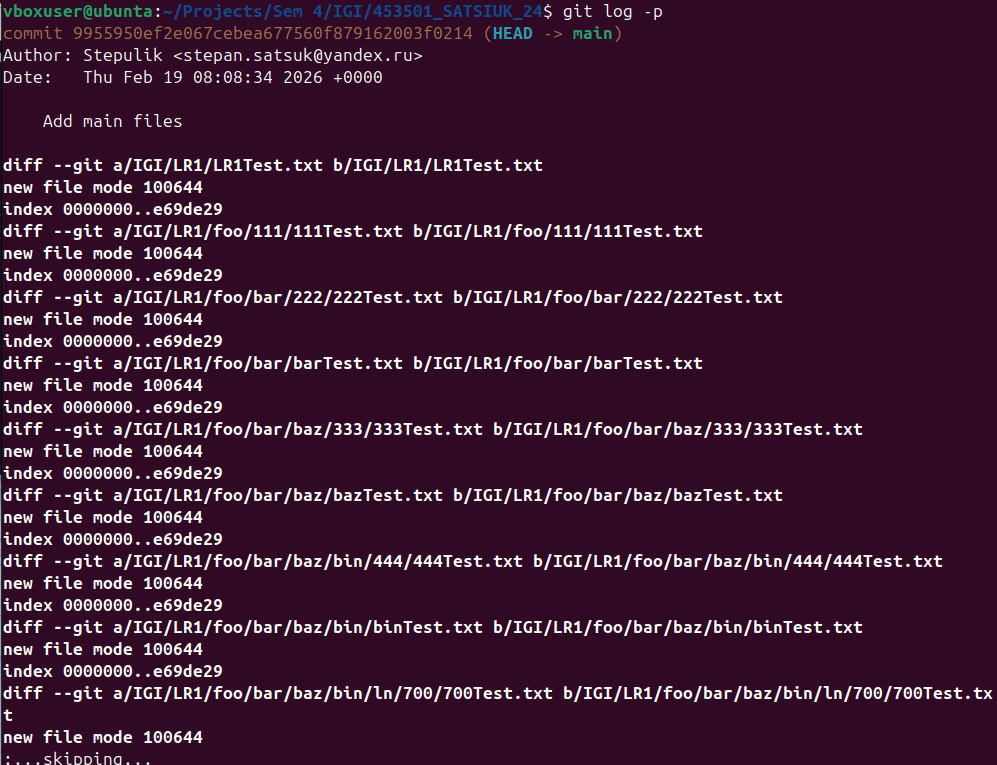 vboxuser@ubunta:~/Projects/Sem 4/IGI/453501_SATSIUK_24$ git log -p
commit 9955950ef2e067cebea677560f879162003f0214 (HEAD -> main)
Author: Stepulik <stepan.satsuk@yandex.ru>
Date:   Thu Feb 19 08:08:34 2026 +0000

    Add main files

diff --git a/IGI/LR1/LR1Test.txt b/IGI/LR1/LR1Test.txt
new file mode 100644
index 0000000..e69de29
diff --git a/IGI/LR1/foo/111/111Test.txt b/IGI/LR1/foo/111/111Test.txt
new file mode 100644
index 0000000..e69de29
diff --git a/IGI/LR1/foo/bar/222/222Test.txt b/IGI/LR1/foo/bar/222/222Test.txt
new file mode 100644
index 0000000..e69de29
diff --git a/IGI/LR1/foo/bar/barTest.txt b/IGI/LR1/foo/bar/barTest.txt
new file mode 100644
index 0000000..e69de29
diff --git a/IGI/LR1/foo/bar/baz/333/333Test.txt b/IGI/LR1/foo/bar/baz/333/333Test.txt
new file mode 100644
index 0000000..e69de29
diff --git a/IGI/LR1/foo/bar/baz/bazTest.txt b/IGI/LR1/foo/bar/baz/bazTest.txt
new file mode 100644
index 0000000..e69de29
diff --git a/IGI/LR1/foo/bar/baz/bin/444/444Test.txt b/IGI/LR1/foo/bar/baz/bin/444/444Test.txt
new file mode 100644
index 0000000..e69de29
diff --git a/IGI/LR1/foo/bar/baz/bin/binTest.txt b/IGI/LR1/foo/bar/baz/bin/binTest.txt
new file mode 100644
index 0000000..e69de29
diff --git a/IGI/LR1/foo/bar/baz/bin/ln/700/700Test.txt b/IGI/LR1/foo/bar/baz/bin/ln/700/700Test.tx
t
new file mode 100644
:...skipping...